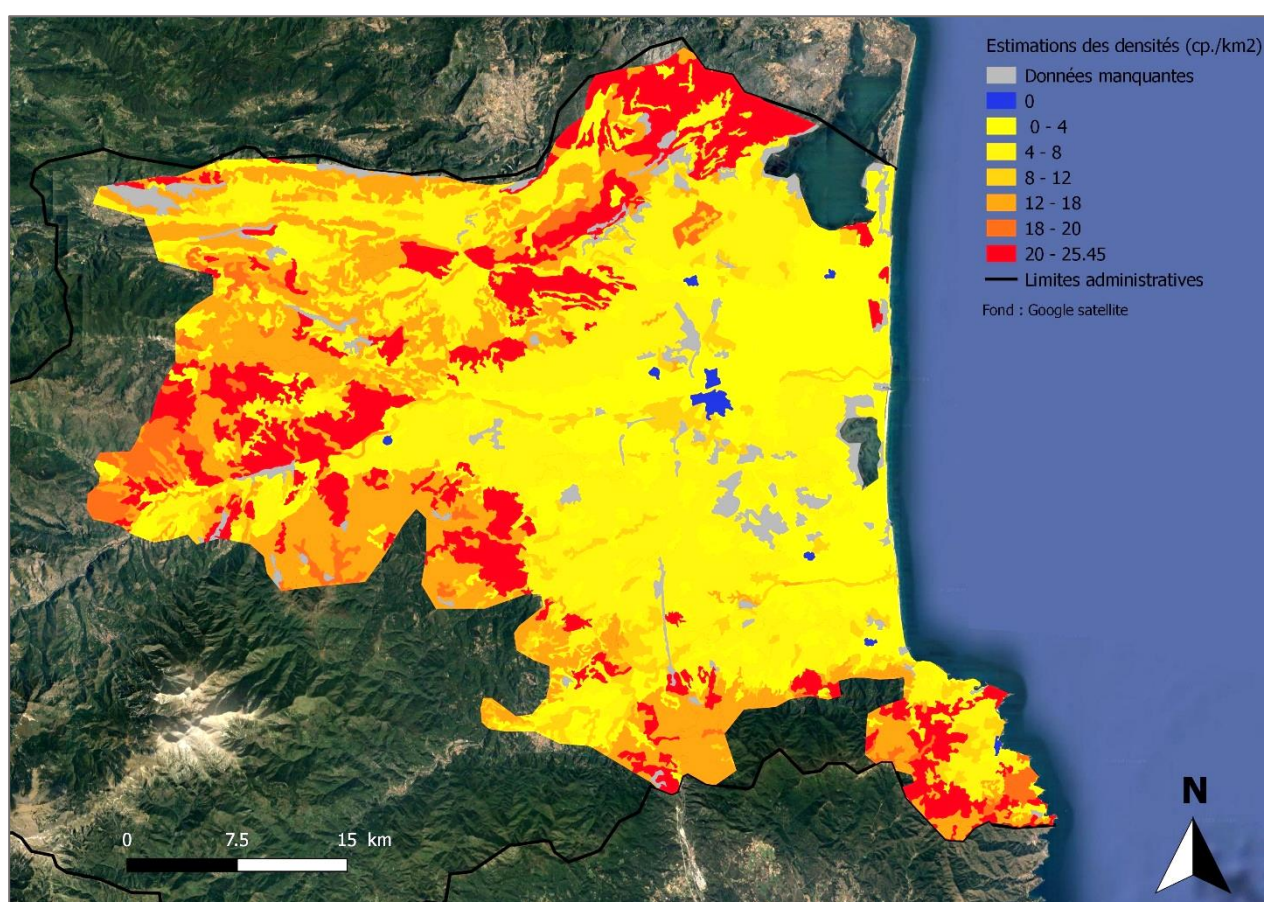 Estimations des densités (cp./km2)
Données manquantes
0
0 - 4
4 - 8
8 - 12
12 - 18
18 - 20
20 - 25.45
Limites administratives
Fond : Google satellite
N
0 7.5 15 km